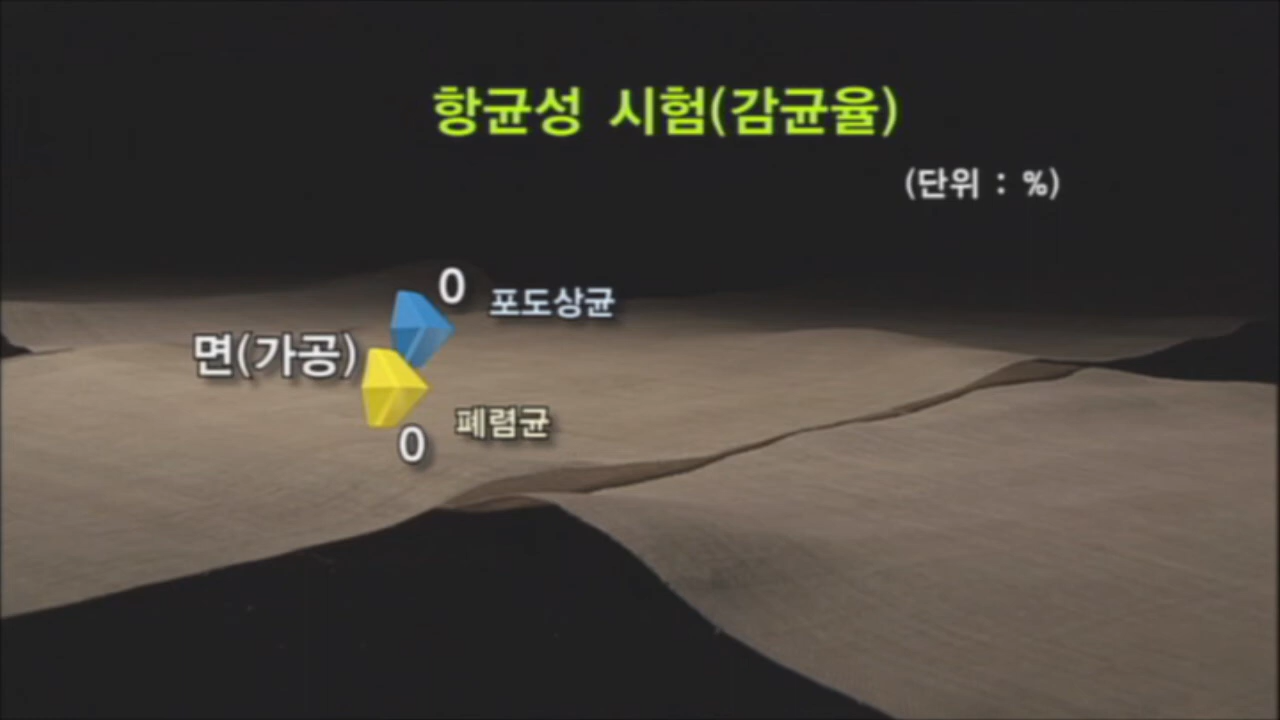 항균성 시험(감균율)
(단위 : %)
0 포도상균
면(가공)
0 폐렴균